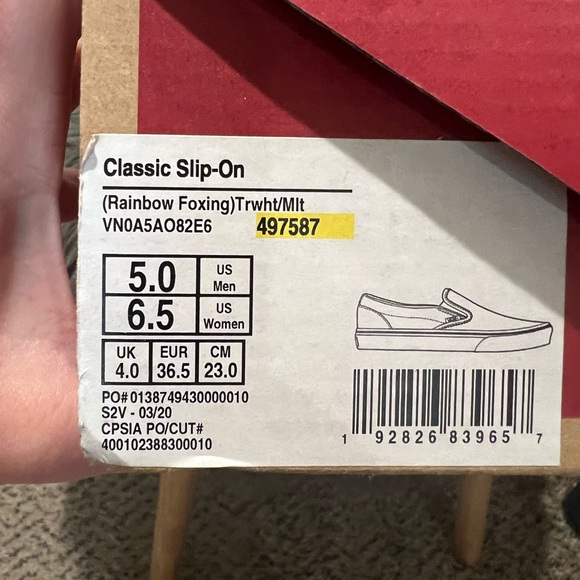 Classic Slip-On
(Rainbow Foxing)Trwht/Mlt
VN0A5AO82E6 497587
5.0 US Men
6.5 US Women
UK EUR CM
4.0 36.5 23.0
PO# 0138749430000010
S2V - 03/20
CPSIA PO/CUT#
400102388300010
1 92826 83965 7